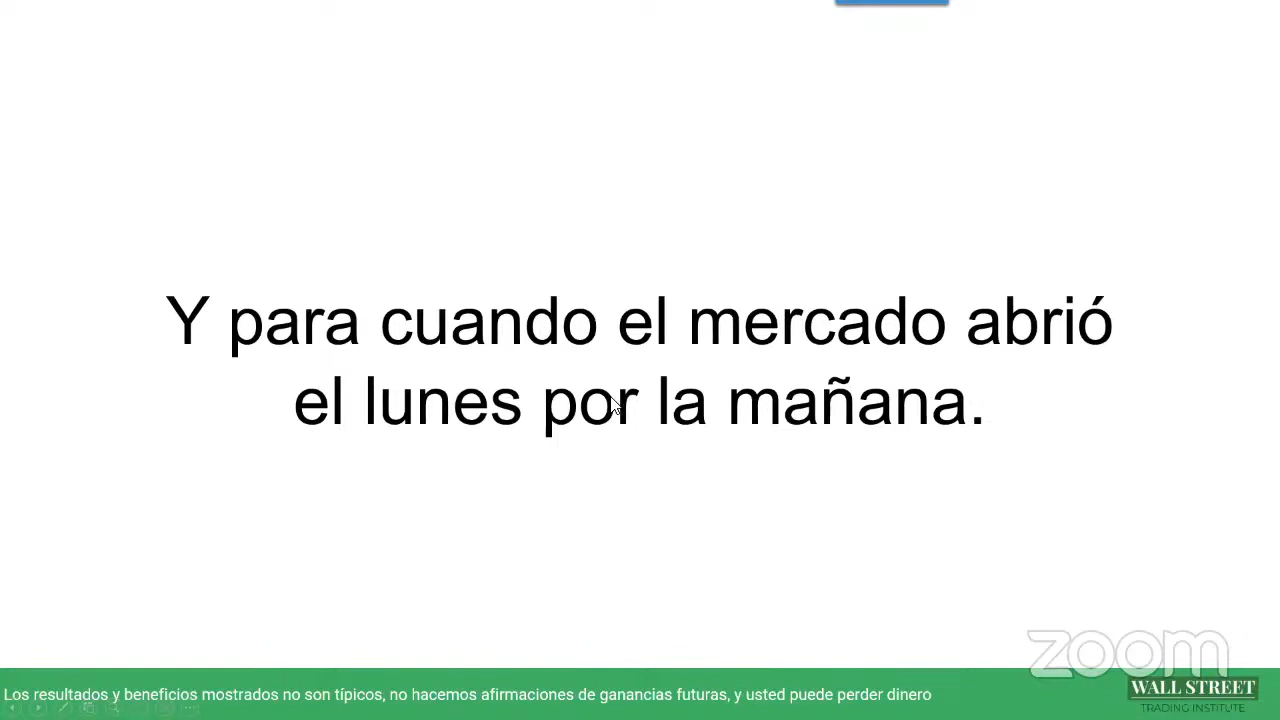 Y para cuando el mercado abrió
el lunes por la mañana.
zoom
Los resultados y beneficios mostrados no son típicos, no hacemos afirmaciones de ganancias futuras, y usted puede perder dinero
WALL STREET
TRADING INSTITUTE